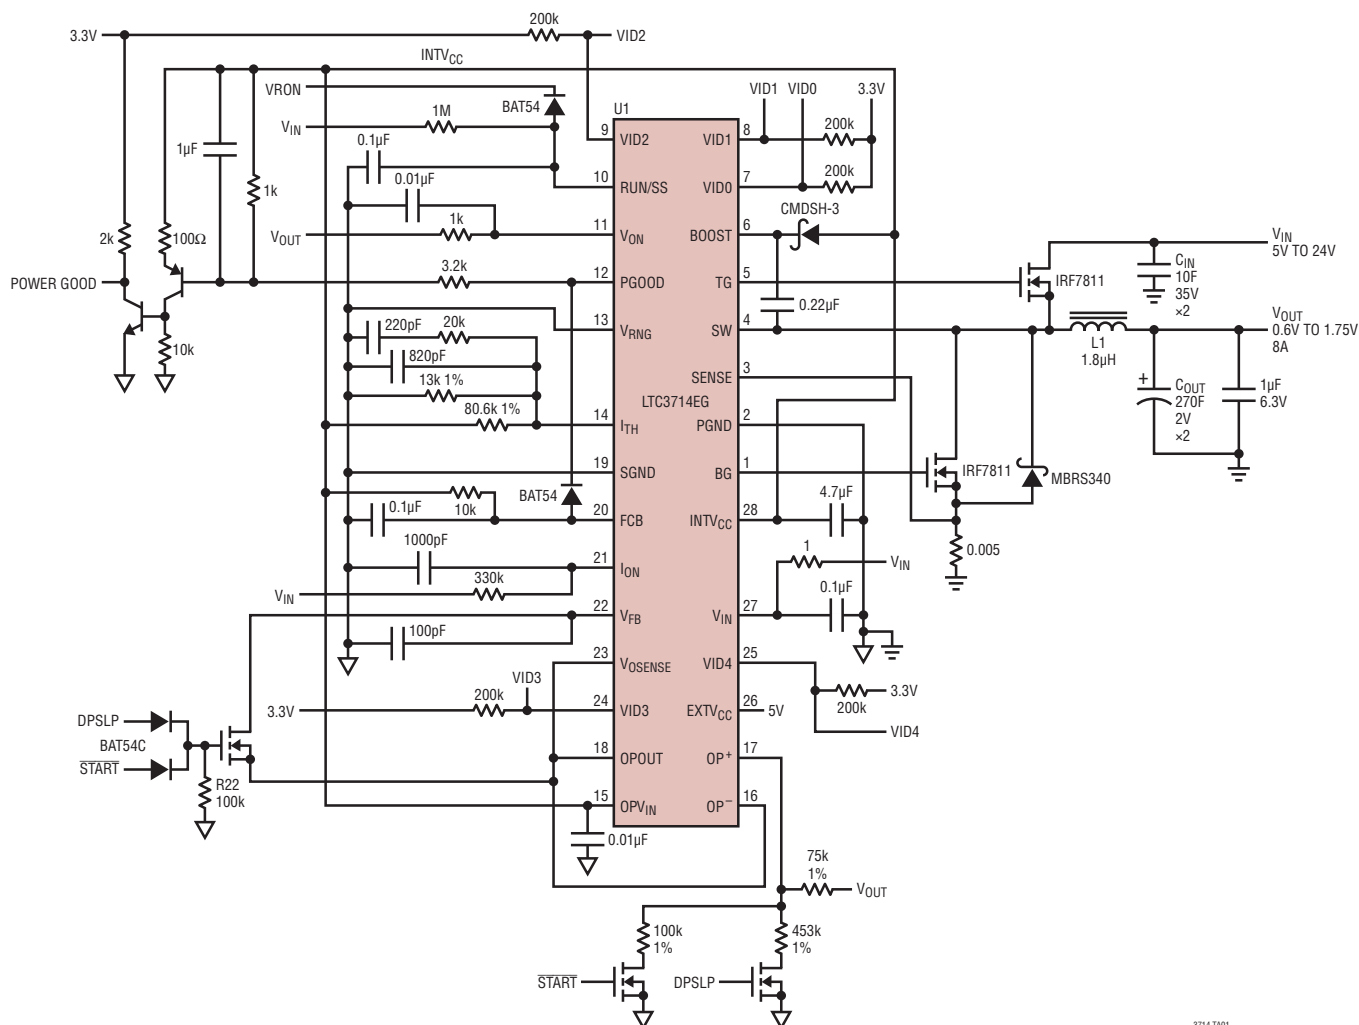 200k
3.3V
VID2
INTVCC
VRON
BAT54
U1
VID1 VID0 3.3V
VIN
1M
1µF
0.1µF
9 VID2
VID1 8
200k
0.01µF
1k
10 RUN/SS
VID0 7
200k
CMDSH-3
2k
100Ω
VOUT
1k
11 VON
BOOST 6
VIN
5V TO 24V
POWER GOOD
3.2k
12 PGOOD
TG 5
IRF7811
CIN
10F
35V
×2
0.22µF
10k
220pF
20k
13 VRNG
SW 4
L1
1.8µH
VOUT
0.6V TO 1.75V
8A
820pF
SENSE 3
13k 1%
LTC3714EG
+
COUT
270F
2V
×2
1µF
6.3V
80.6k 1%
14 ITH
PGND 2
19 SGND
BG 1
IRF7811
MBRS340
BAT54
10k
0.1µF
20 FCB
INTVCC 28
4.7µF
0.005
1000pF
21 ION
1
VIN
VIN
330k
0.1µF
22 VFB
VIN 27
100pF
23 VOSENSE
VID4 25
VID3
3.3V
200k
24 VID3
EXTVCC 26
5V
200k
3.3V
VID4
DPSLP
BAT54C
START
R22
100k
18 OPOUT
OP+ 17
15 OPVIN
OP− 16
0.01µF
75k
1%
VOUT
100k
1%
453k
1%
START
DPSLP
3714 TA01